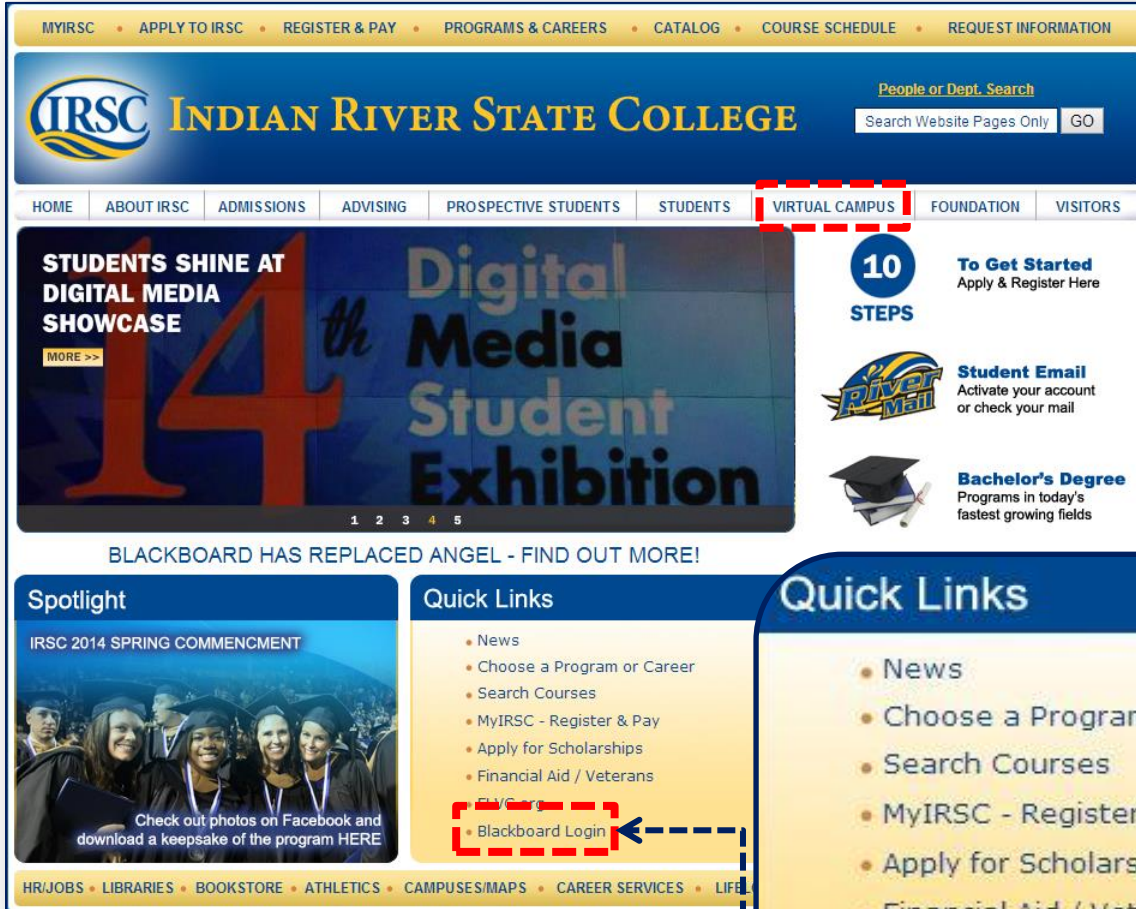 MYIRSC • APPLY TO IRSC • REGISTER & PAY • PROGRAMS & CAREERS • CATALOG • COURSE SCHEDULE • REQUEST INFORMATION
IRSC INDIAN RIVER STATE COLLEGE
People or Dept. Search
Search Website Pages Only GO
HOME ABOUT IRSC ADMISSIONS ADVISING PROSPECTIVE STUDENTS STUDENTS VIRTUAL CAMPUS FOUNDATION VISITORS
STUDENTS SHINE AT
DIGITAL MEDIA
SHOWCASE
MORE >>
14th Digital
Media
Student
Exhibition
1 2 3 4 5
10
STEPS
To Get Started
Apply & Register Here
River
Mail
Student Email
Activate your account
or check your mail
Bachelor's Degree
Programs in today's
fastest growing fields
BLACKBOARD HAS REPLACED ANGEL - FIND OUT MORE!
Spotlight
IRSC 2014 SPRING COMMENCMENT
Check out photos on Facebook and
download a keepsake of the program HERE
Quick Links
• News
• Choose a Program or Career
• Search Courses
• MyIRSC - Register & Pay
• Apply for Scholarships
• Financial Aid / Veterans
• FLVC.org
• Blackboard Login
Quick Links
• News
• Choose a Program
• Search Courses
• MyIRSC - Register
• Apply for Scholars
HR/JOBS • LIBRARIES • BOOKSTORE • ATHLETICS • CAMPUSES/MAPS • CAREER SERVICES •